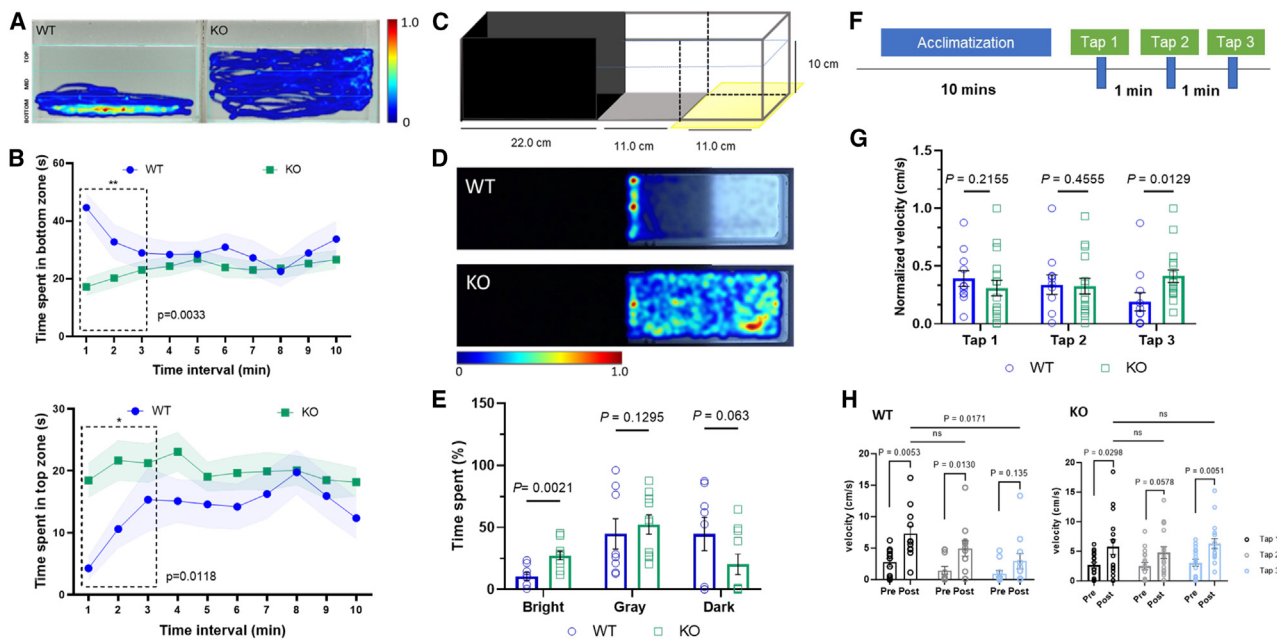 A
WT
KO
TOP
MID
BOTTOM
1.0
0
B
WT
KO
Time spent in bottom zone (s)
60
40
20
0
**
p=0.0033
1 2 3 4 5 6 7 8 9 10
Time interval (min)
WT
KO
Time spent in top zone (s)
30
20
10
0
*
p=0.0118
1 2 3 4 5 6 7 8 9 10
Time interval (min)
C
10 cm
22.0 cm
11.0 cm
11.0 cm
D
WT
KO
0
1.0
E
Time spent (%)
150
100
50
0
P = 0.0021
P = 0.1295
P = 0.063
Bright
Gray
Dark
WT
KO
F
Acclimatization
Tap 1
Tap 2
Tap 3
10 mins
1 min
1 min
G
Normalized velocity (cm/s)
1.5
1.0
0.5
0.0
P = 0.2155
P = 0.4555
P = 0.0129
Tap 1
Tap 2
Tap 3
WT
KO
H
WT
P = 0.0171
ns
P = 0.0053
P = 0.0130
P = 0.135
velocity (cm/s)
20
15
10
5
0
Pre Post
Pre Post
Pre Post
KO
ns
ns
P = 0.0298
P = 0.0578
P = 0.0051
velocity (cm/s)
20
15
10
5
0
Pre
Post
Pre
Post
Pre
Post
Tap 1
Tap 2
Tap 3